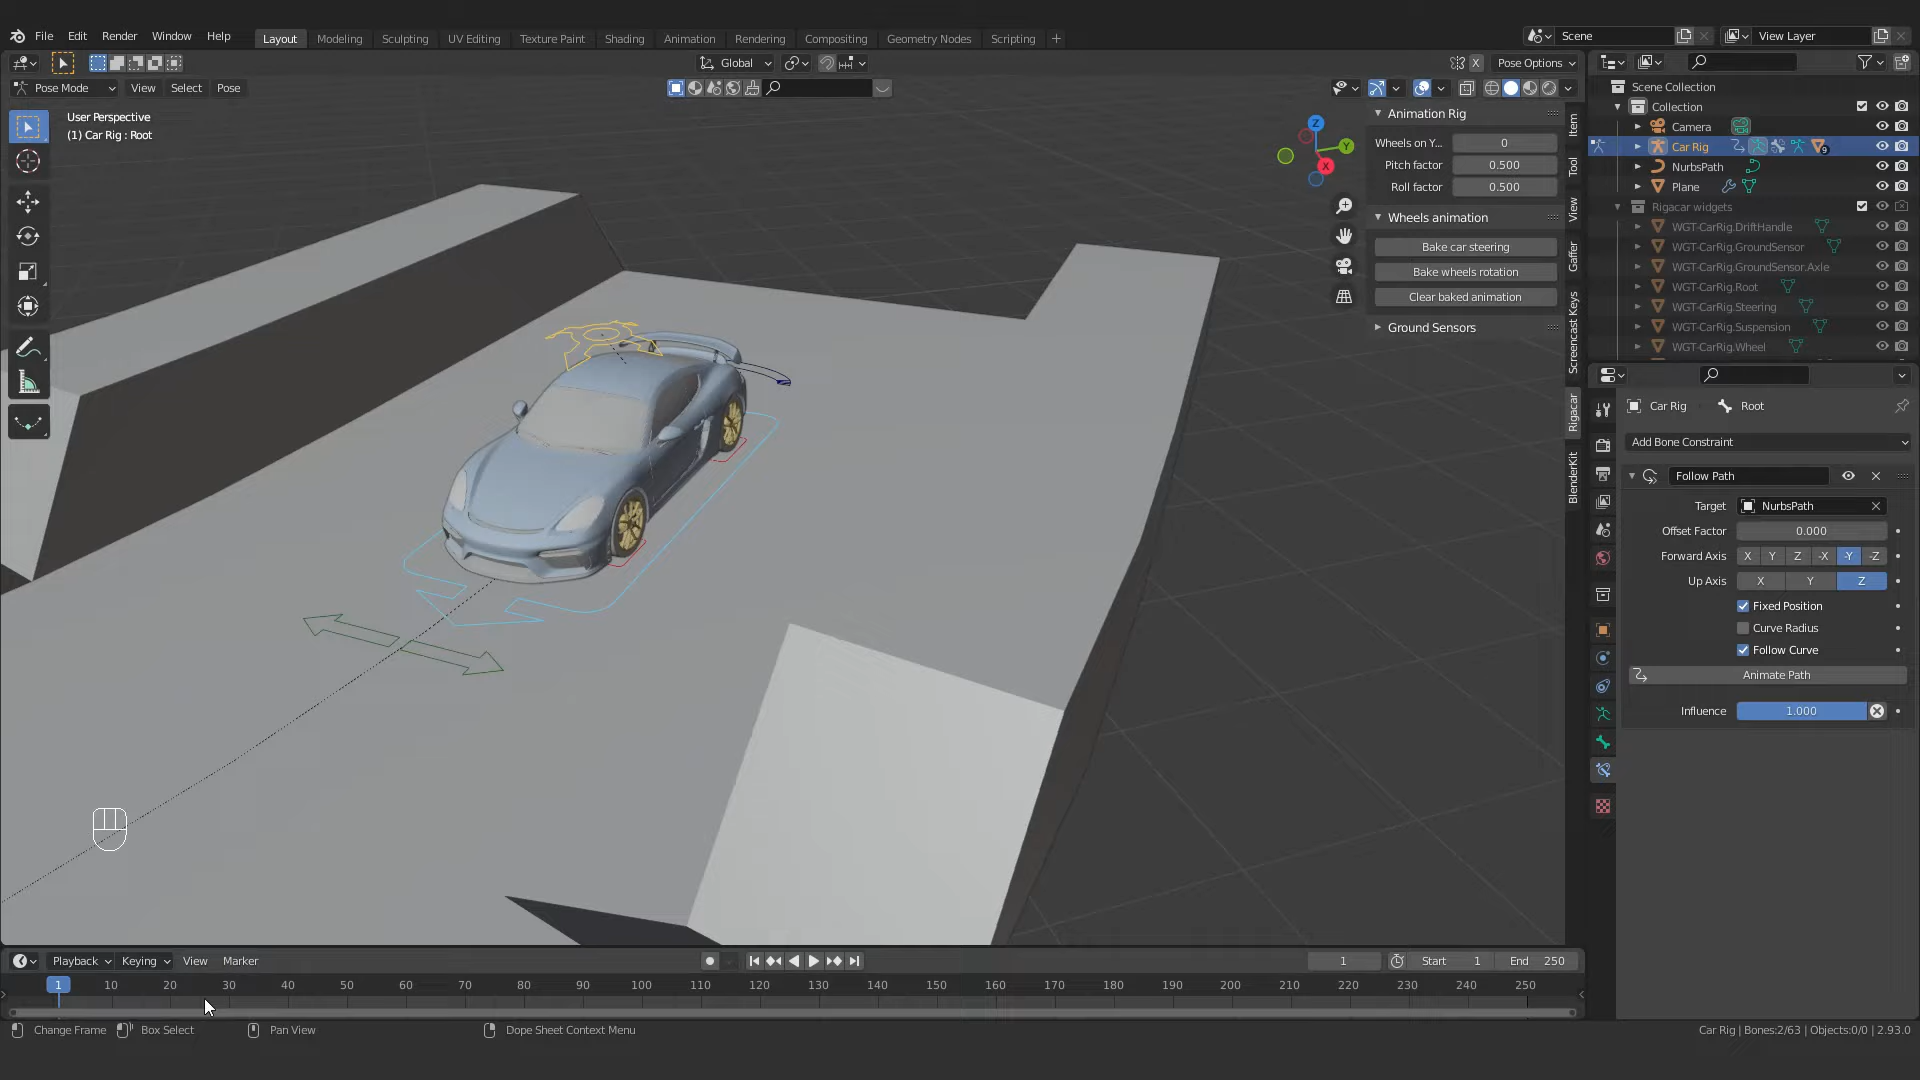 File Edit Render Window Help Layout Modeling Sculpting UV Editing Texture Paint Shading Animation Rendering Compositing Geometry Nodes Scripting + Scene View Layer
Global X Pose Options
Pose Mode View Select Pose
User Perspective
(1) Car Rig : Root
Z
Y
X
Animation Rig
Wheels on Y... 0
Pitch factor 0.500
Roll factor 0.500
Wheels animation
Bake car steering
Bake wheels rotation
Clear baked animation
Ground Sensors
Item
Tool
View
Gaffer
Screencast Keys
Rigacar
BlenderKit
Scene Collection
Collection
Camera
Car Rig 9
NurbsPath
Plane
Rigacar widgets
WGT-CarRig.DriftHandle
WGT-CarRig.GroundSensor
WGT-CarRig.GroundSensor.Axle
WGT-CarRig.Root
WGT-CarRig.Steering
WGT-CarRig.Suspension
WGT-CarRig.Wheel
Car Rig Root
Add Bone Constraint
Follow Path
Target NurbsPath
Offset Factor 0.000
Forward Axis X Y Z -X -Y -Z
Up Axis X Y Z
Fixed Position
Curve Radius
Follow Curve
Animate Path
Influence 1.000
Playback Keying View Marker 1 Start 1 End 250
1 10 20 30 40 50 60 70 80 90 100 110 120 130 140 150 160 170 180 190 200 210 220 230 240 250
Change Frame Box Select Pan View Dope Sheet Context Menu Car Rig | Bones:2/63 | Objects:0/0 | 2.93.0